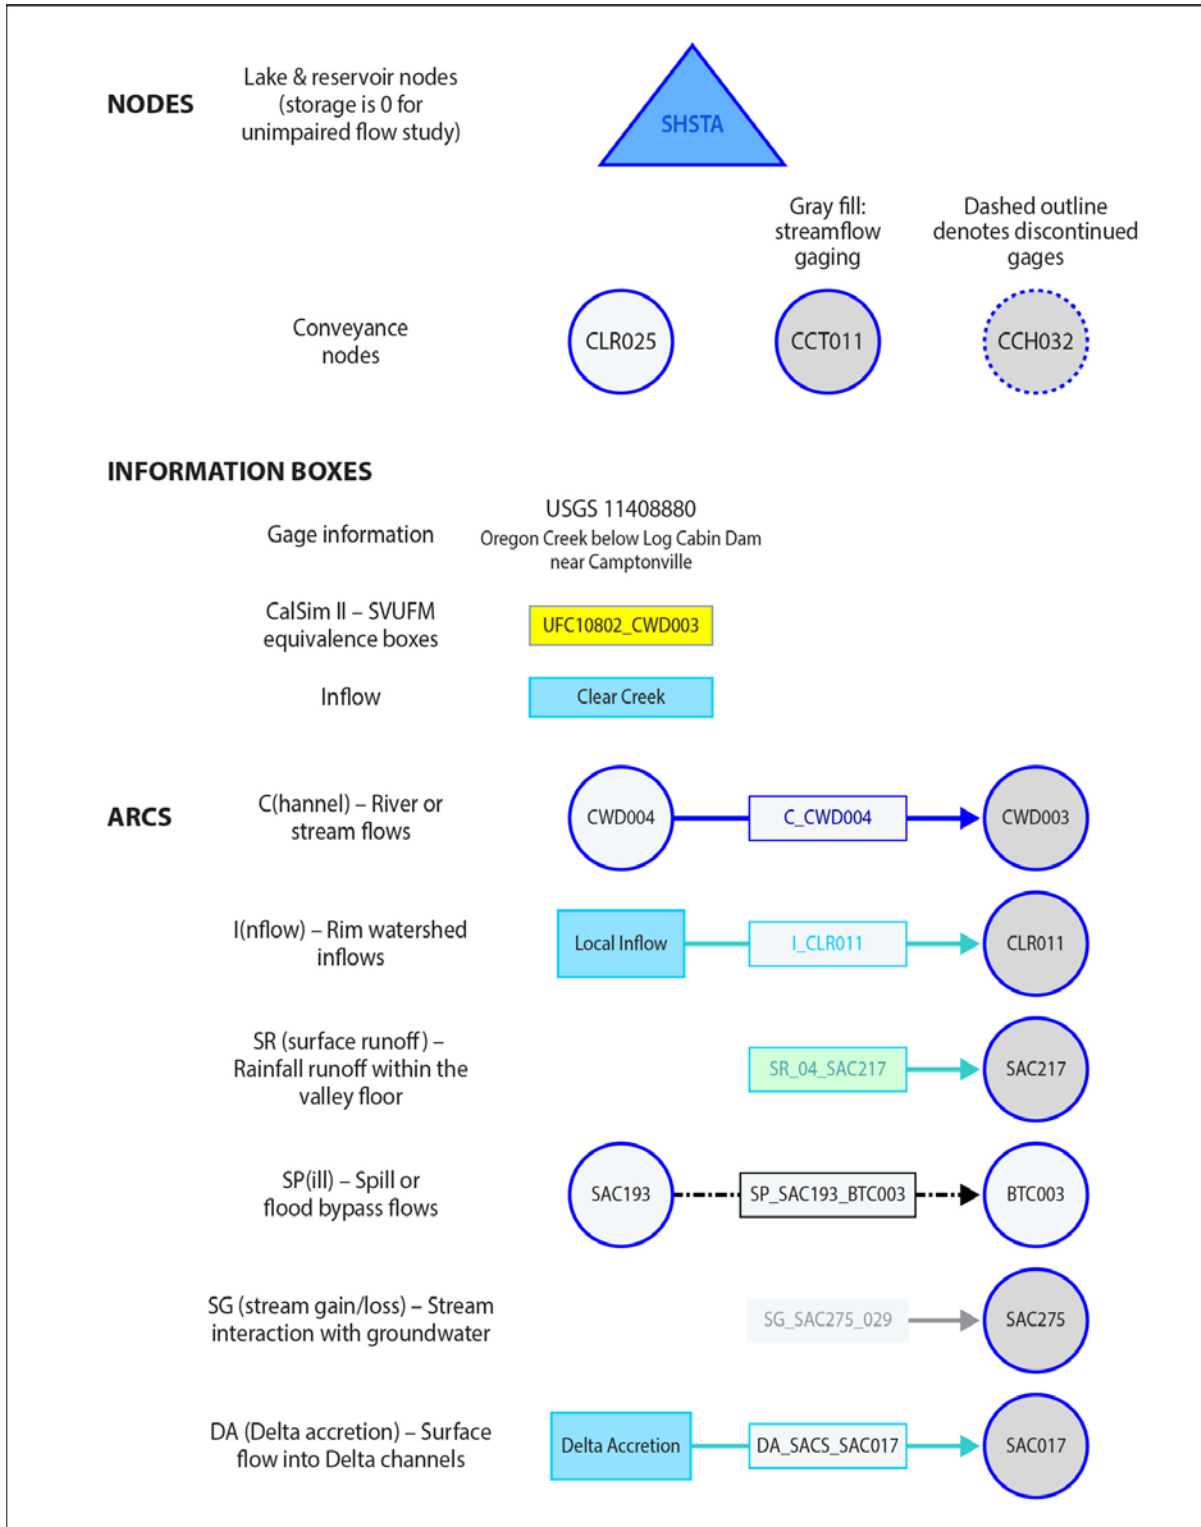 NODES
Lake & reservoir nodes
(storage is 0 for
unimpaired flow study)
SHSTA
Gray fill:
streamflow
gaging
Dashed outline
denotes discontinued
gages
Conveyance
nodes
CLR025
CCT011
CCH032
INFORMATION BOXES
Gage information
USGS 11408880
Oregon Creek below Log Cabin Dam
near Camptonville
CalSim II – SVUFM
equivalence boxes
UFC10802_CWD003
Inflow
Clear Creek
ARCS
C(hannel) – River or
stream flows
CWD004
C_CWD004
CWD003
I(nflow) – Rim watershed
inflows
Local Inflow
I_CLR011
CLR011
SR (surface runoff) –
Rainfall runoff within the
valley floor
SR_04_SAC217
SAC217
SP(ill) – Spill or
flood bypass flows
SAC193
SP_SAC193_BTC003
BTC003
SG (stream gain/loss) – Stream
interaction with groundwater
SG_SAC275_029
SAC275
DA (Delta accretion) – Surface
flow into Delta channels
Delta Accretion
DA_SACS_SAC017
SAC017